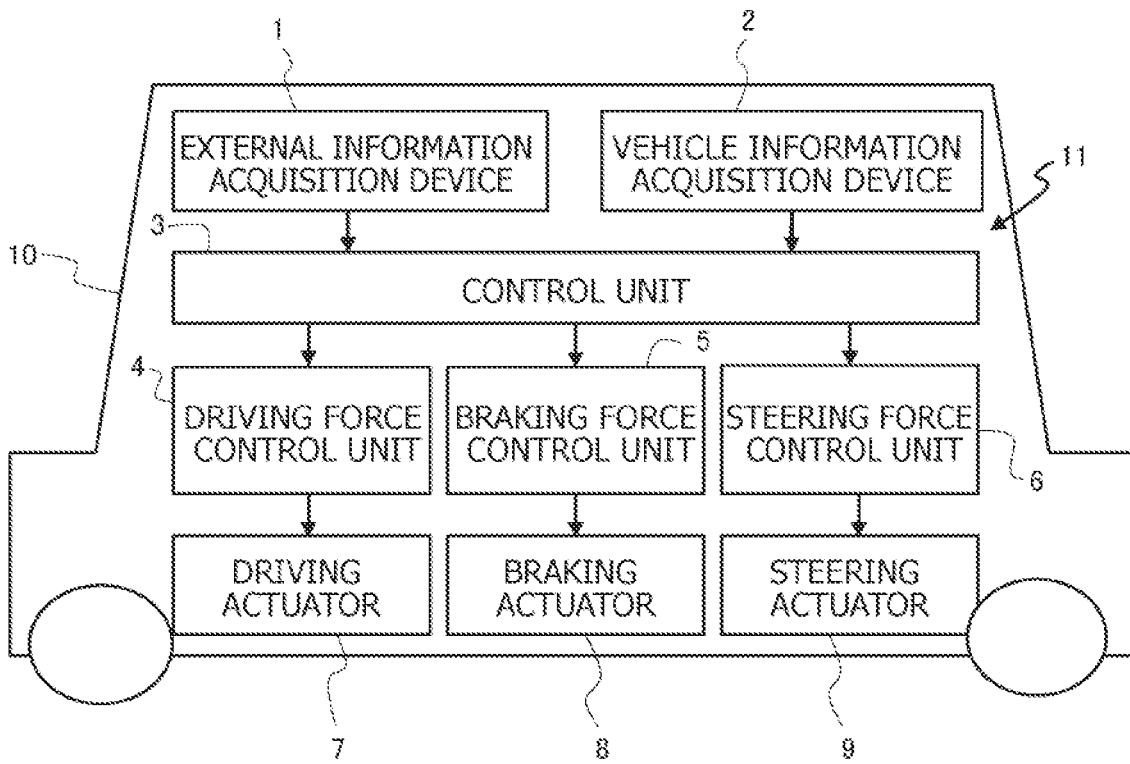 1
2
EXTERNAL INFORMATION
ACQUISITION DEVICE
VEHICLE INFORMATION
ACQUISITION DEVICE
11
3
10
CONTROL UNIT
4
5
DRIVING FORCE
CONTROL UNIT
BRAKING FORCE
CONTROL UNIT
STEERING FORCE
CONTROL UNIT
6
DRIVING
ACTUATOR
BRAKING
ACTUATOR
STEERING
ACTUATOR
7
8
9